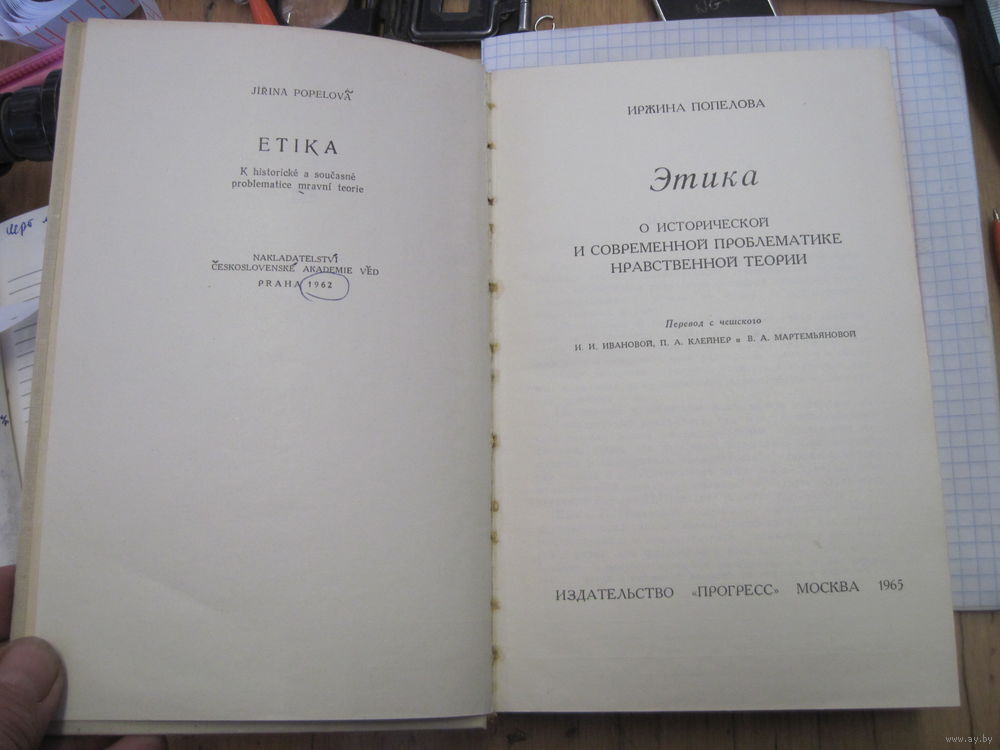 JIŘINA POPELOVÁ
ETIKA
K historické a současné
problematice mravní teorie
NAKLADATELSTVÍ
ČESKOSLOVENSKÉ AKADEMIE VĚD
PRAHA 1962
ИРЖИНА ПОПЕЛОВА
Этика
О ИСТОРИЧЕСКОЙ
И СОВРЕМЕННОЙ ПРОБЛЕМАТИКЕ
НРАВСТВЕННОЙ ТЕОРИИ
Перевод с чешского
И. И. ИВАНОВОЙ, П. А. КЛЕЙНЕР и В. А. МАРТЕМЬЯНОВОЙ
ИЗДАТЕЛЬСТВО «ПРОГРЕСС» МОСКВА 1965
www.ay.by